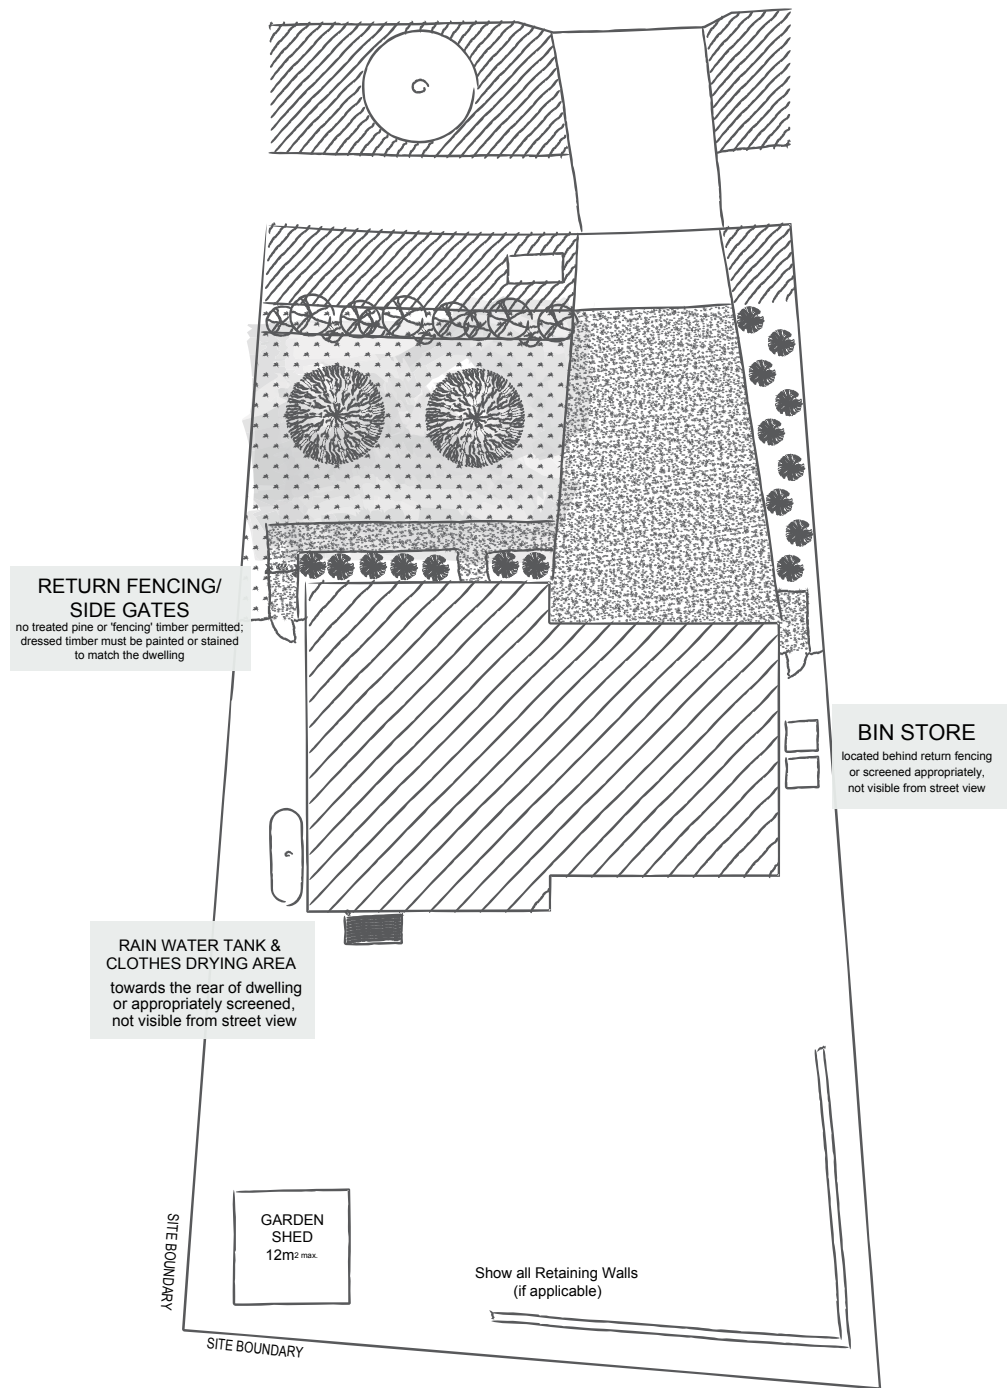 RETURN FENCING/
SIDE GATES
no treated pine or 'fencing' timber permitted;
dressed timber must be painted or stained
to match the dwelling
BIN STORE
located behind return fencing
or screened appropriately,
not visible from street view
RAIN WATER TANK &
CLOTHES DRYING AREA
towards the rear of dwelling
or appropriately screened,
not visible from street view
GARDEN
SHED
12m² max.
Show all Retaining Walls
(if applicable)
SITE BOUNDARY
SITE BOUNDARY